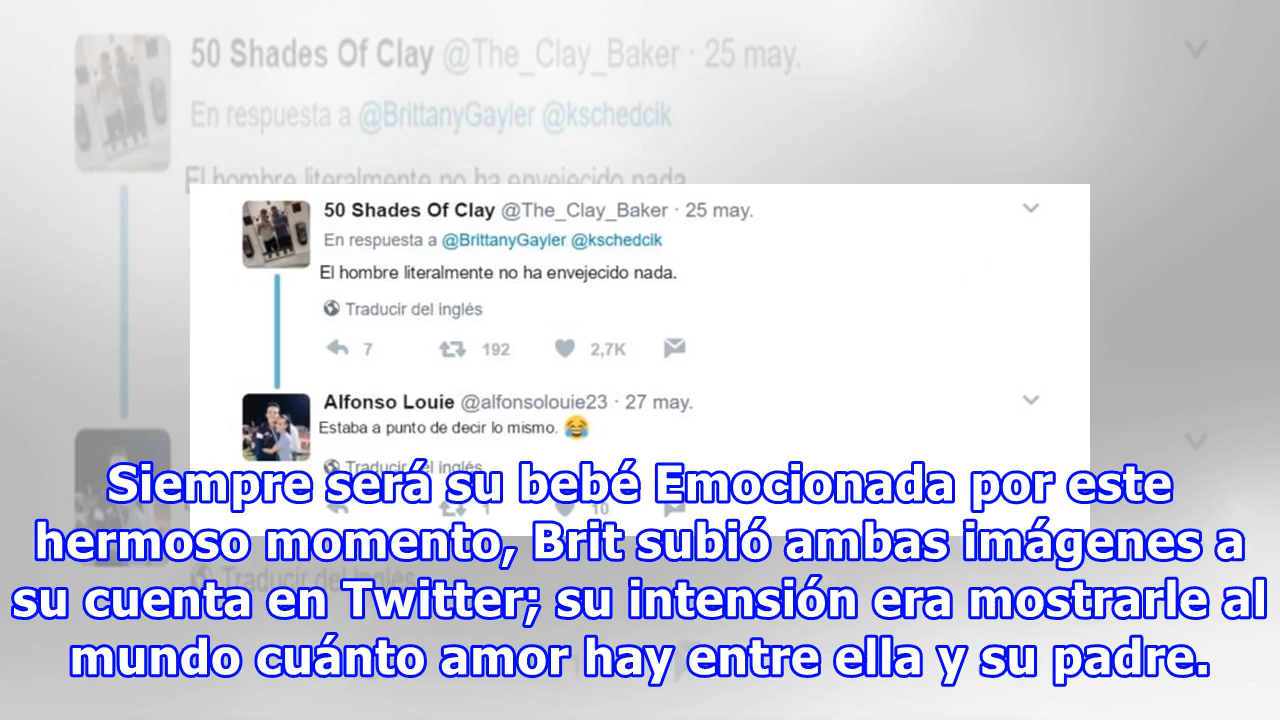 50 Shades Of Clay @The_Clay_Baker · 25 may.
En respuesta a @BrittanyGayler @kschedcik
El hombre literalmente no ha envejecido nada.
50 Shades Of Clay @The_Clay_Baker · 25 may.
En respuesta a @BrittanyGayler @kschedcik
El hombre literalmente no ha envejecido nada.
Traducir del inglés
7 192 2,7K
Alfonso Louie @alfonsolouie23 · 27 may.
Estaba a punto de decir lo mismo. 😂
Traducir del inglés
1 10
Siempre será su bebé Emocionada por este
hermoso momento, Brit subió ambas imágenes a
su cuenta en Twitter; su intensión era mostrarle al
mundo cuánto amor hay entre ella y su padre.
Traducir del inglés